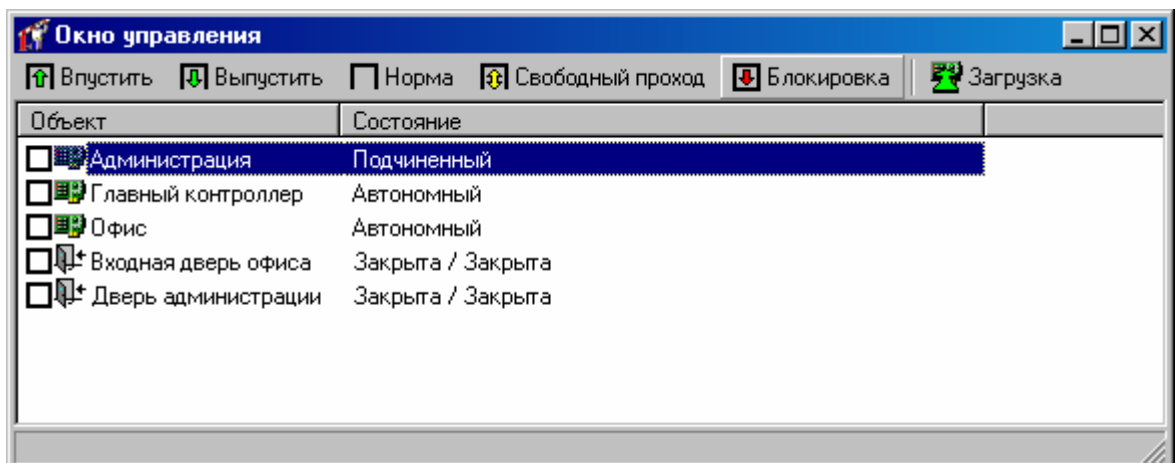 Окно управления
Впустить Выпустить Норма Свободный проход Блокировка Загрузка
Объект Состояние
Администрация Подчиненный
Главный контроллер Автономный
Офис Автономный
Входная дверь офиса Закрыта / Закрыта
Дверь администрации Закрыта / Закрыта